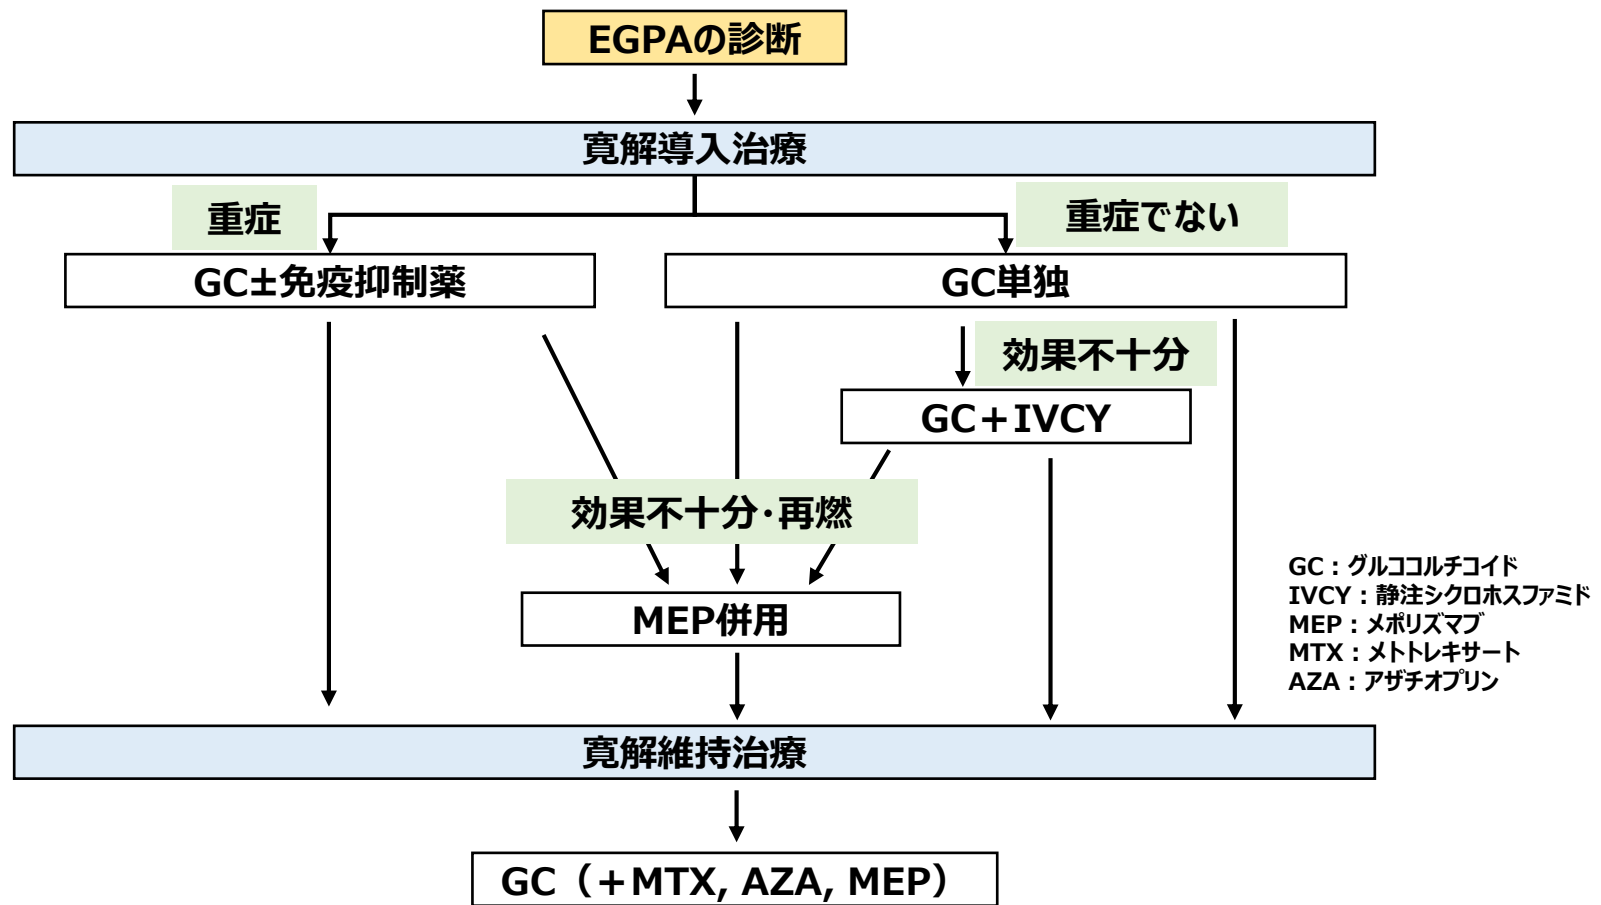 EGPAの診断
寛解導入治療
重症
重症でない
GC±免疫抑制薬
GC単独
効果不十分
GC+IVCY
効果不十分・再燃
MEP併用
GC：グルココルチコイド
IVCY：静注シクロホスファミド
MEP：メポリズマブ
MTX：メトトレキサート
AZA：アザチオプリン
寛解維持治療
GC（+MTX, AZA, MEP）